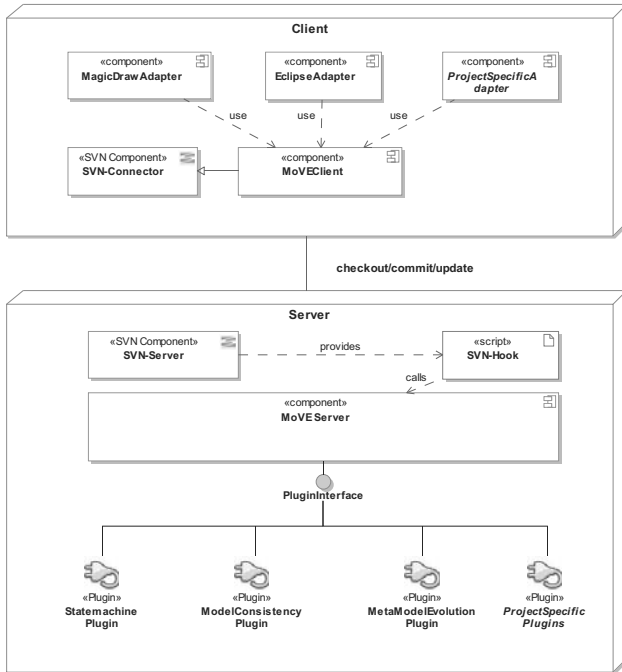 Client
«component»
MagicDrawAdapter
«component»
EclipseAdapter
«component»
ProjectSpecificA
dapter
use
use
use
«SVN Component»
SVN-Connector
«component»
MoVEClient
checkout/commit/update
Server
«SVN Component»
SVN-Server
provides
«script»
SVN-Hook
calls
«component»
MoVEServer
PluginInterface
«Plugin»
Statemachine
Plugin
«Plugin»
ModelConsistency
Plugin
«Plugin»
MetaModelEvolution
Plugin
«Plugin»
ProjectSpecific
Plugins